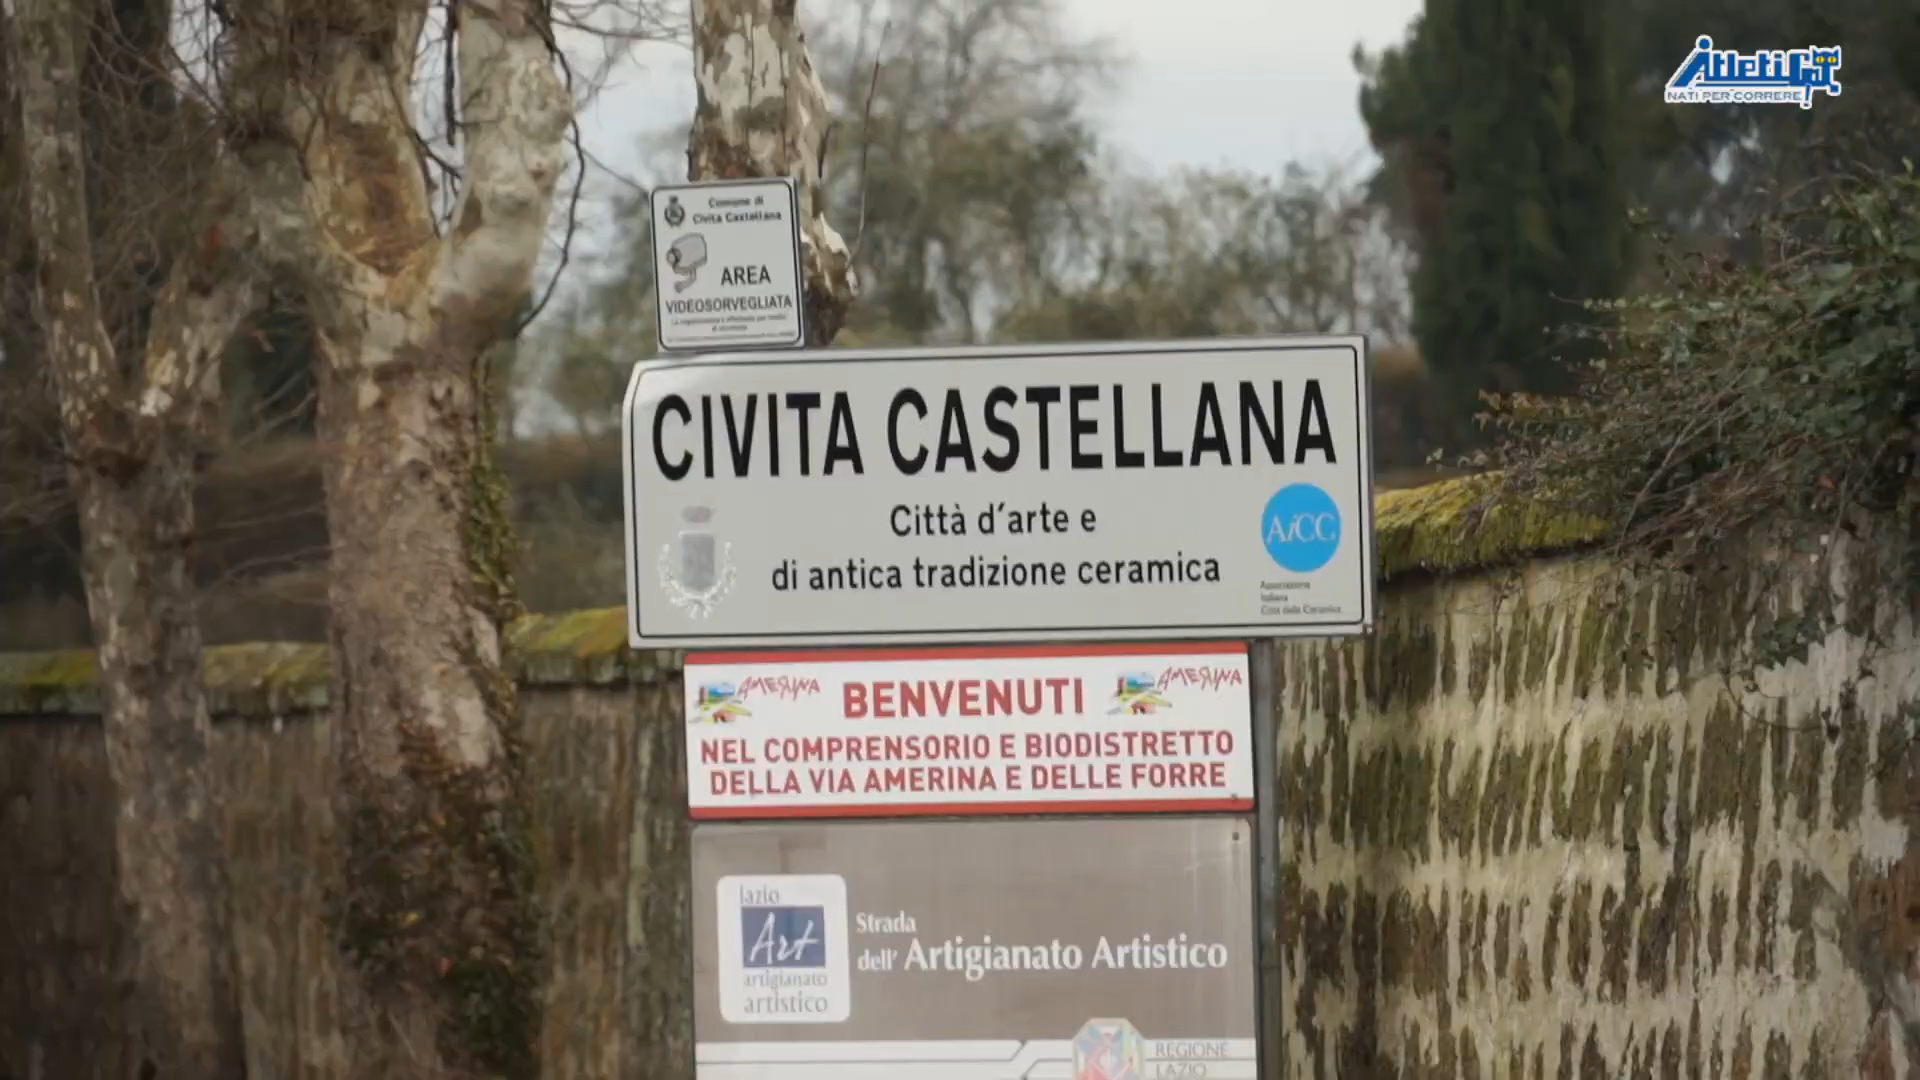 AtletiCAT
NATI PER CORRERE
Comune di
Civita Castellana
AREA
VIDEOSORVEGLIATA
CIVITA CASTELLANA
Città d'arte e
di antica tradizione ceramica
AiCC
Associazione
Italiana
Città della Ceramica
AMERINA BENVENUTI AMERINA
NEL COMPRENSORIO E BIODISTRETTO
DELLA VIA AMERINA E DELLE FORRE
lazio
Art
artigianato
artistico
Strada
dell' Artigianato Artistico
REGIONE
LAZIO